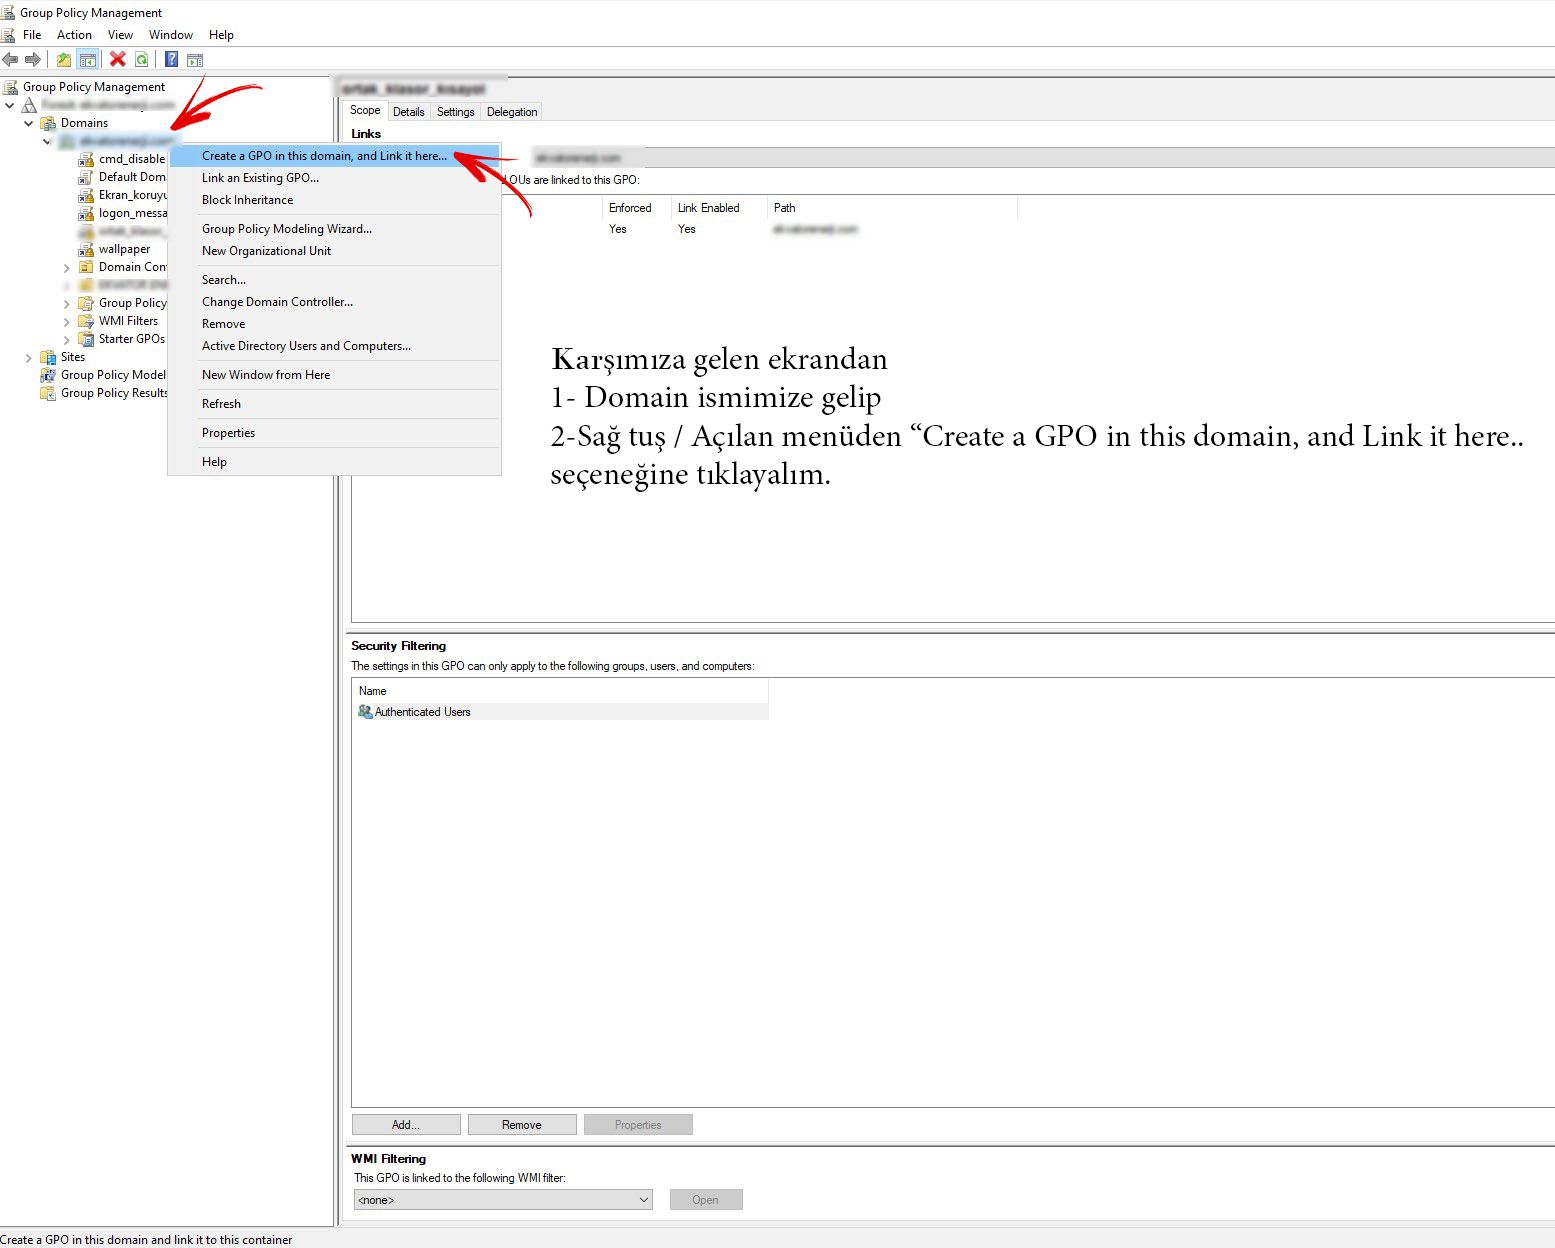 Group Policy Management
File Action View Window Help
Group Policy Management
Domains
cmd_disable
Default Dom
Ekran_koruyu
logon_messa
wallpaper
Domain Con
Group Policy
WMI Filters
Starter GPOs
Sites
Group Policy Model
Group Policy Results
Create a GPO in this domain, and Link it here...
Link an Existing GPO...
Block Inheritance
Group Policy Modeling Wizard...
New Organizational Unit
Search...
Change Domain Controller...
Remove
Active Directory Users and Computers...
New Window from Here
Refresh
Properties
Help
Scope Details Settings Delegation
Links
OUs are linked to this GPO:
Enforced Link Enabled Path
Yes Yes
Karşımıza gelen ekrandan
1- Domain ismimize gelip
2-Sağ tuş / Açılan menüden “Create a GPO in this domain, and Link it here..
seçeneğine tıklayalım.
Security Filtering
The settings in this GPO can only apply to the following groups, users, and computers:
Name
Authenticated Users
Add... Remove Properties
WMI Filtering
This GPO is linked to the following WMI filter:
<none> Open
Create a GPO in this domain and link it to this container